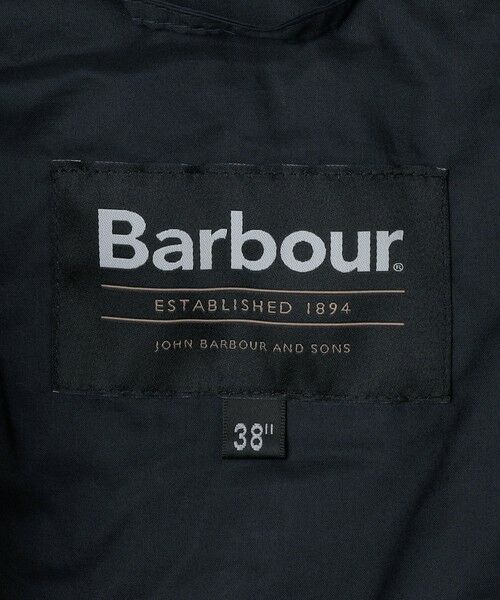 Barbour®
ESTABLISHED 1894
JOHN BARBOUR AND SONS
38"